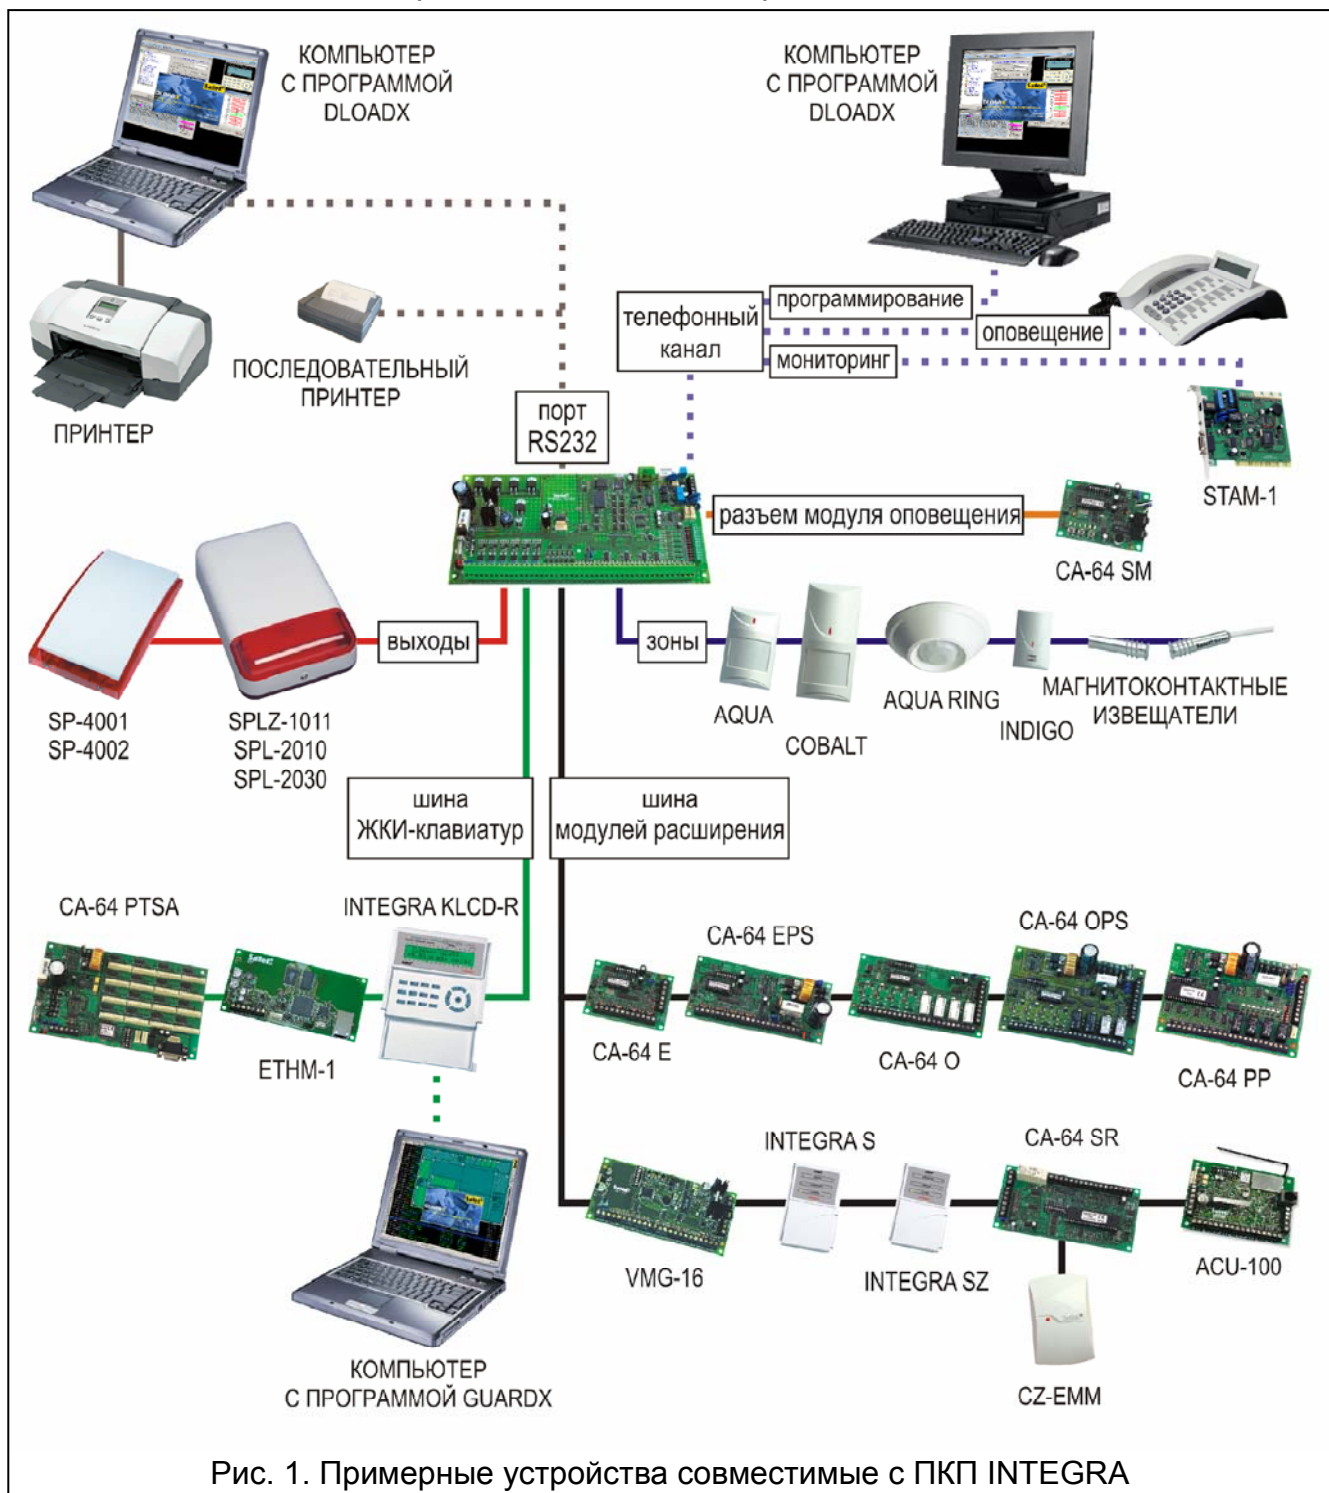 КОМПЬЮТЕР
С ПРОГРАММОЙ
DLOADX
КОМПЬЮТЕР
С ПРОГРАММОЙ
DLOADX
программирование
телефонный
канал
оповещение
мониторинг
ПОСЛЕДОВАТЕЛЬНЫЙ
ПРИНТЕР
ПРИНТЕР
порт
RS232
STAM-1
разъем модуля оповещения
CA-64 SM
выходы
зоны
SP-4001
SP-4002
SPLZ-1011
SPL-2010
SPL-2030
AQUA
COBALT
AQUA RING
INDIGO
МАГНИТОКОНТАКТНЫЕ
ИЗВЕЩАТЕЛИ
шина
ЖКИ-клавиатур
шина
модулей расширения
CA-64 PTSA
INTEGRA KLCD-R
ETHM-1
CA-64 EPS
CA-64 OPS
CA-64 E
CA-64 O
CA-64 PP
INTEGRA S
CA-64 SR
VMG-16
INTEGRA SZ
ACU-100
CZ-EMM
КОМПЬЮТЕР
С ПРОГРАММОЙ GUARDX
Рис. 1. Примерные устройства совместимые с ПКП INTEGRA